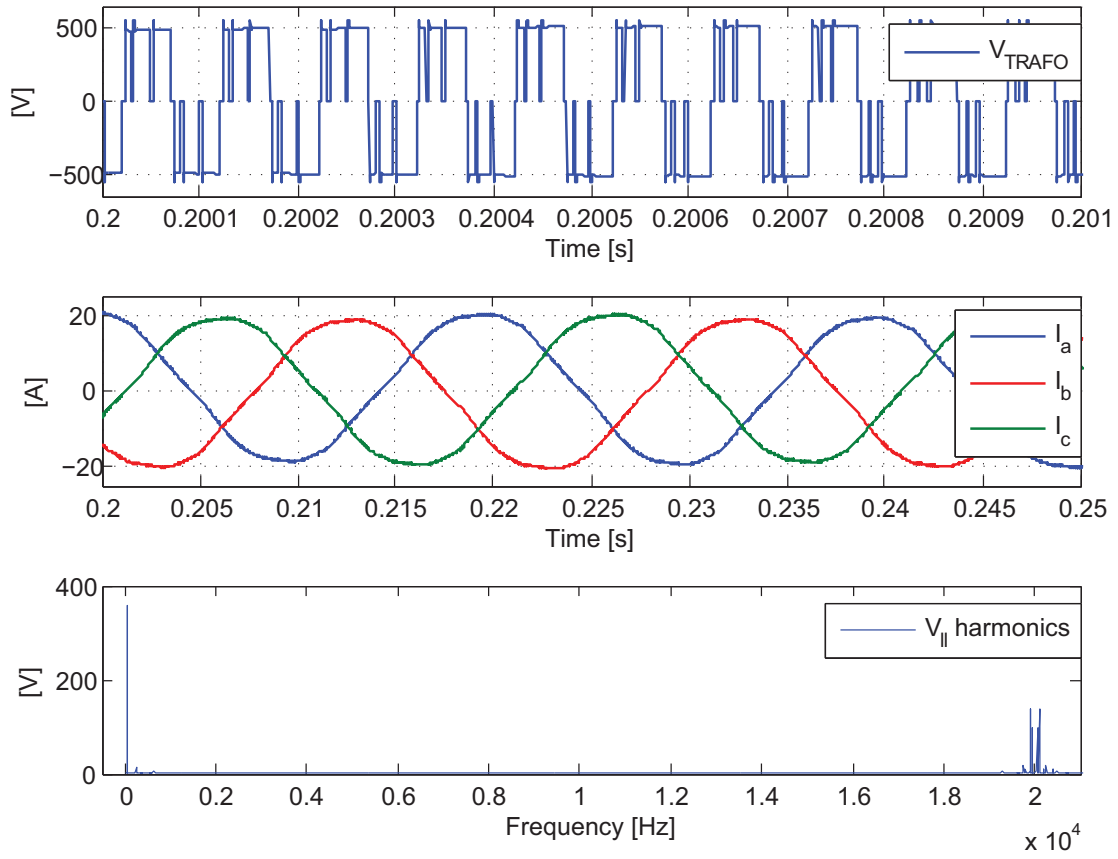 500
0
−500
[V]
V_TRAFO
0.2 0.2001 0.2002 0.2003 0.2004 0.2005 0.2006 0.2007 0.2008 0.2009 0.201
Time [s]
20
0
−20
[A]
I_a
I_b
I_c
0.2 0.205 0.21 0.215 0.22 0.225 0.23 0.235 0.24 0.245 0.25
Time [s]
400
200
0
[V]
V_ll harmonics
0 0.2 0.4 0.6 0.8 1 1.2 1.4 1.6 1.8 2
Frequency [Hz]
x 10^4